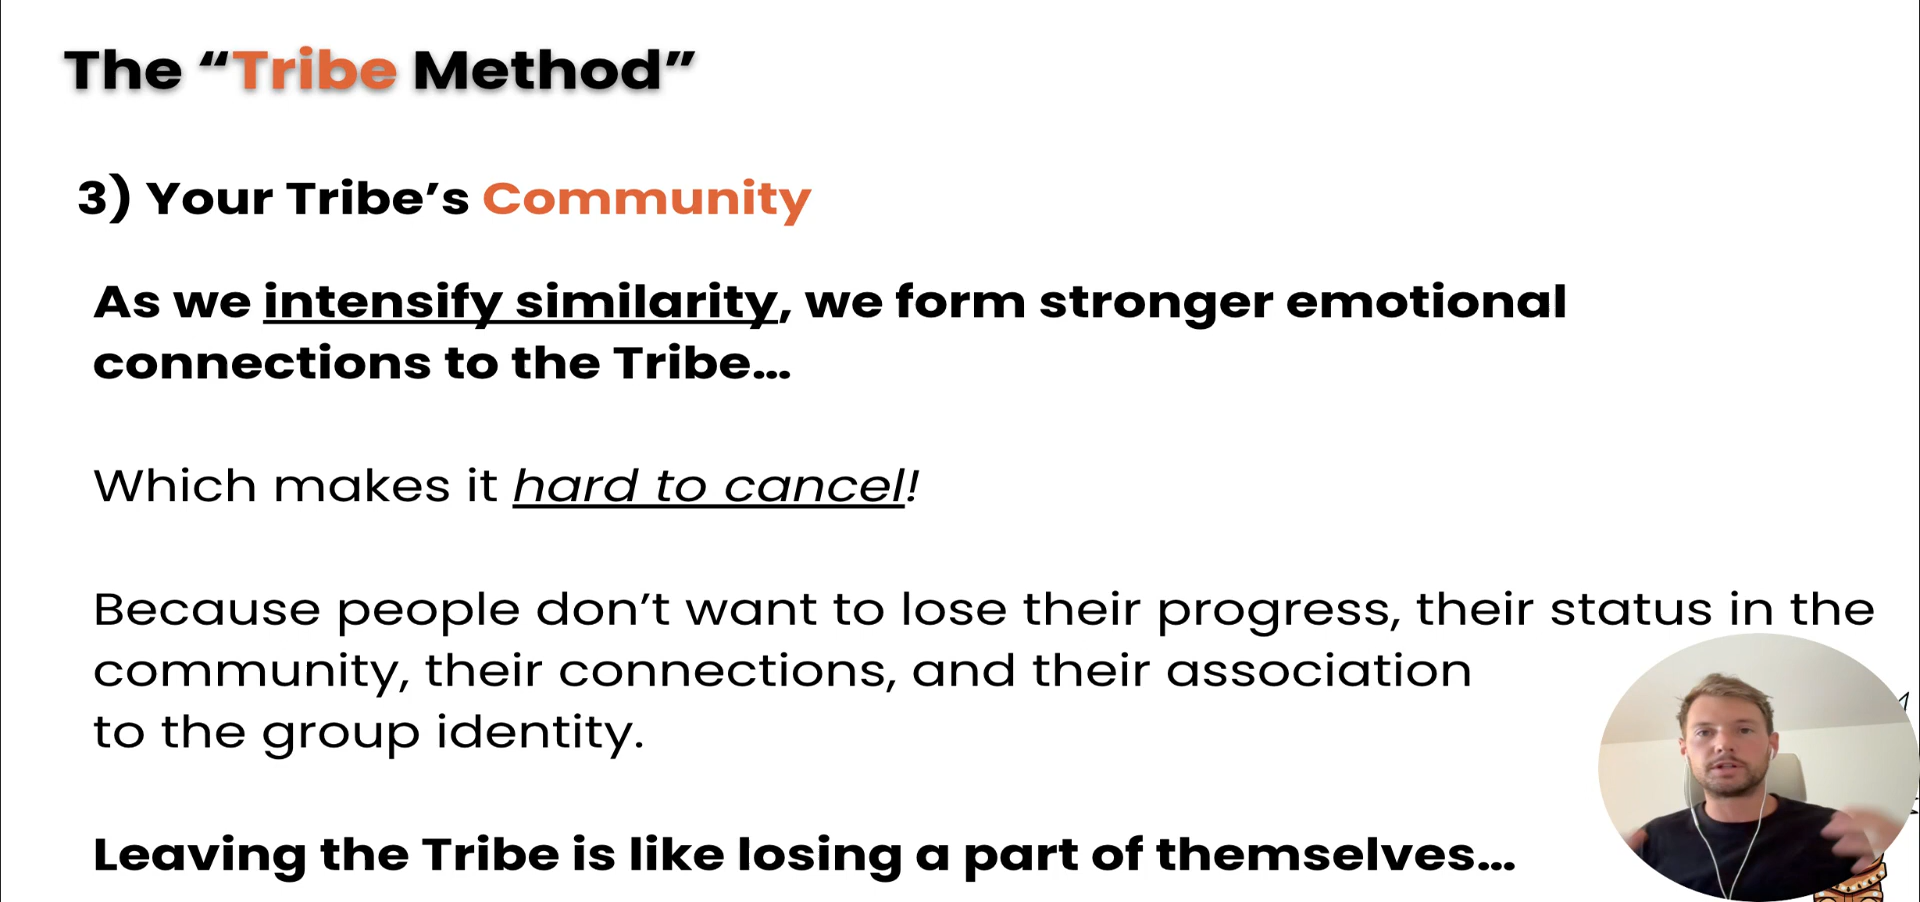 The “Tribe Method”
3) Your Tribe’s Community
As we intensify similarity, we form stronger emotional
connections to the Tribe...
Which makes it hard to cancel!
Because people don’t want to lose their progress, their status in the
community, their connections, and their association
to the group identity.
Leaving the Tribe is like losing a part of themselves...